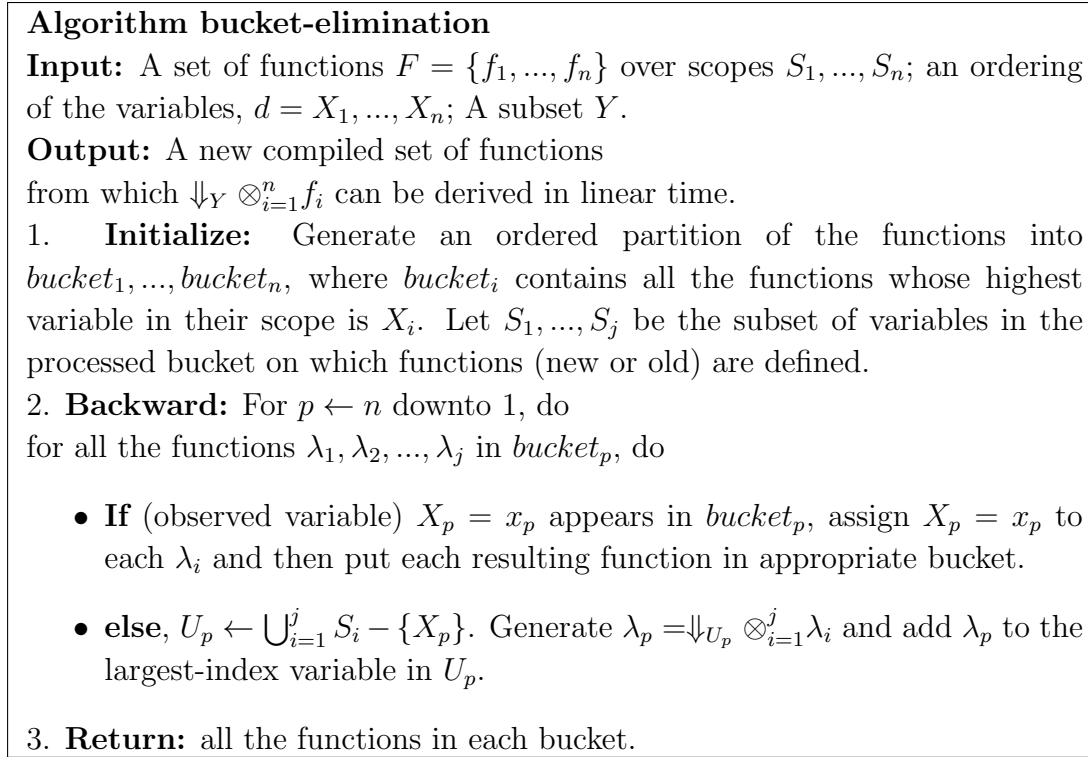 Algorithm bucket-elimination
Input: A set of functions F = {f₁, ..., fₙ} over scopes S₁, ..., Sₙ; an ordering
of the variables, d = X₁, ..., Xₙ; A subset Y.
Output: A new compiled set of functions
from which ⇓_Y ⊗ⁿᵢ₌₁ fᵢ can be derived in linear time.
1. Initialize: Generate an ordered partition of the functions into
bucket₁, ..., bucketₙ, where bucketᵢ contains all the functions whose highest
variable in their scope is Xᵢ. Let S₁, ..., Sⱼ be the subset of variables in the
processed bucket on which functions (new or old) are defined.
2. Backward: For p ← n downto 1, do
for all the functions λ₁, λ₂, ..., λⱼ in bucketₚ, do
• If (observed variable) Xₚ = xₚ appears in bucketₚ, assign Xₚ = xₚ to
each λᵢ and then put each resulting function in appropriate bucket.
• else, Uₚ ← ⋃ʲᵢ₌₁ Sᵢ − {Xₚ}. Generate λₚ =⇓_Uₚ ⊗ʲᵢ₌₁ λᵢ and add λₚ to the
largest-index variable in Uₚ.
3. Return: all the functions in each bucket.